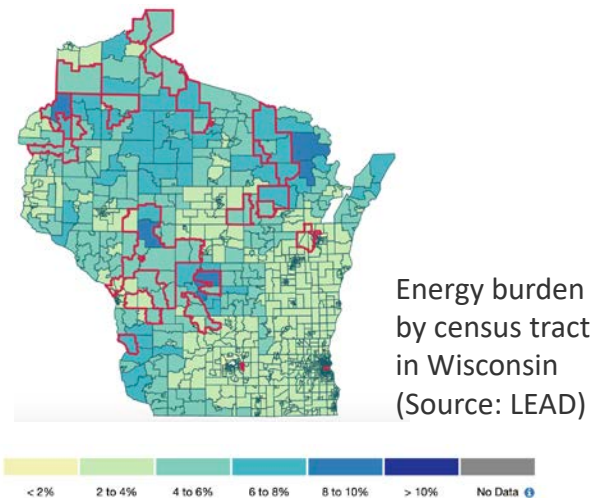 Energy burden
by census tract
in Wisconsin
(Source: LEAD)
< 2% 2 to 4% 4 to 6% 6 to 8% 8 to 10% > 10% No Data i